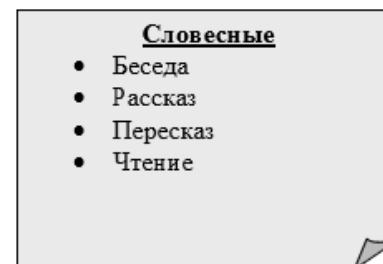 Словесные
• Беседа
• Рассказ
• Пересказ
• Чтение